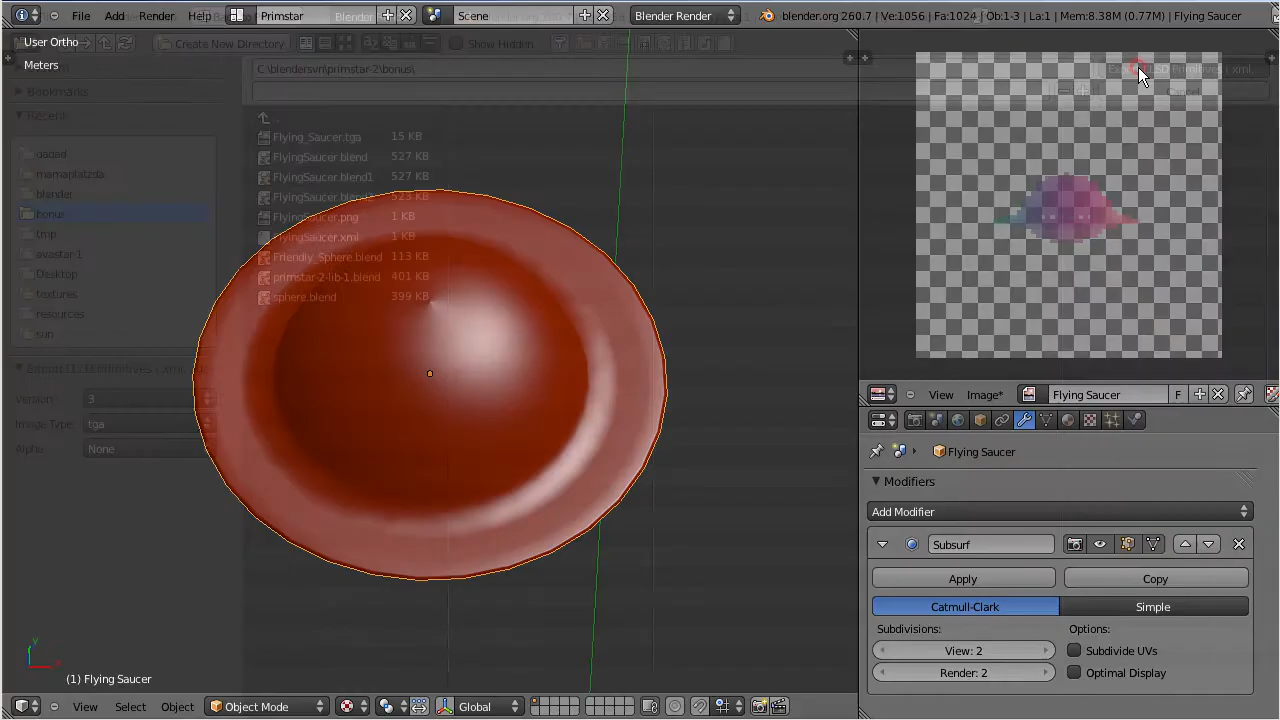 File Add Render Help Primstar Blender Scene Blender Render blender.org 260.7 | Ve:1056 | Fa:1024 | Ob:1-3 | La:1 | Mem:8.38M (0.77M) | Flying Saucer
User Ortho
Create New Directory
Show Hidden
Meters
C:\blendersvn\primstar-2\bonus\
Bookmarks
Cancel
Recent
..
Flying_Saucer.tga 15 KB
FlyingSaucer.blend 527 KB
FlyingSaucer.blend1 527 KB
FlyingSaucer.blend2 523 KB
FlyingSaucer.png 1 KB
FlyingSaucer.xml 1 KB
Friendly_Sphere.blend 113 KB
primstar-2-lib-1.blend 401 KB
sphere.blend 399 KB
qadad
mamaplatzda
blender
bonus
tmp
avastar-1
Desktop
textures
resources
sun
Version: 3
Image Type: tga
Alpha: None
View Image* Flying Saucer F
Flying Saucer
Modifiers
Add Modifier
Subsurf
Apply Copy
Catmull-Clark Simple
Subdivisions: Options:
View: 2 Subdivide UVs
Render: 2 Optimal Display
y
x
(1) Flying Saucer
View Select Object Object Mode Global